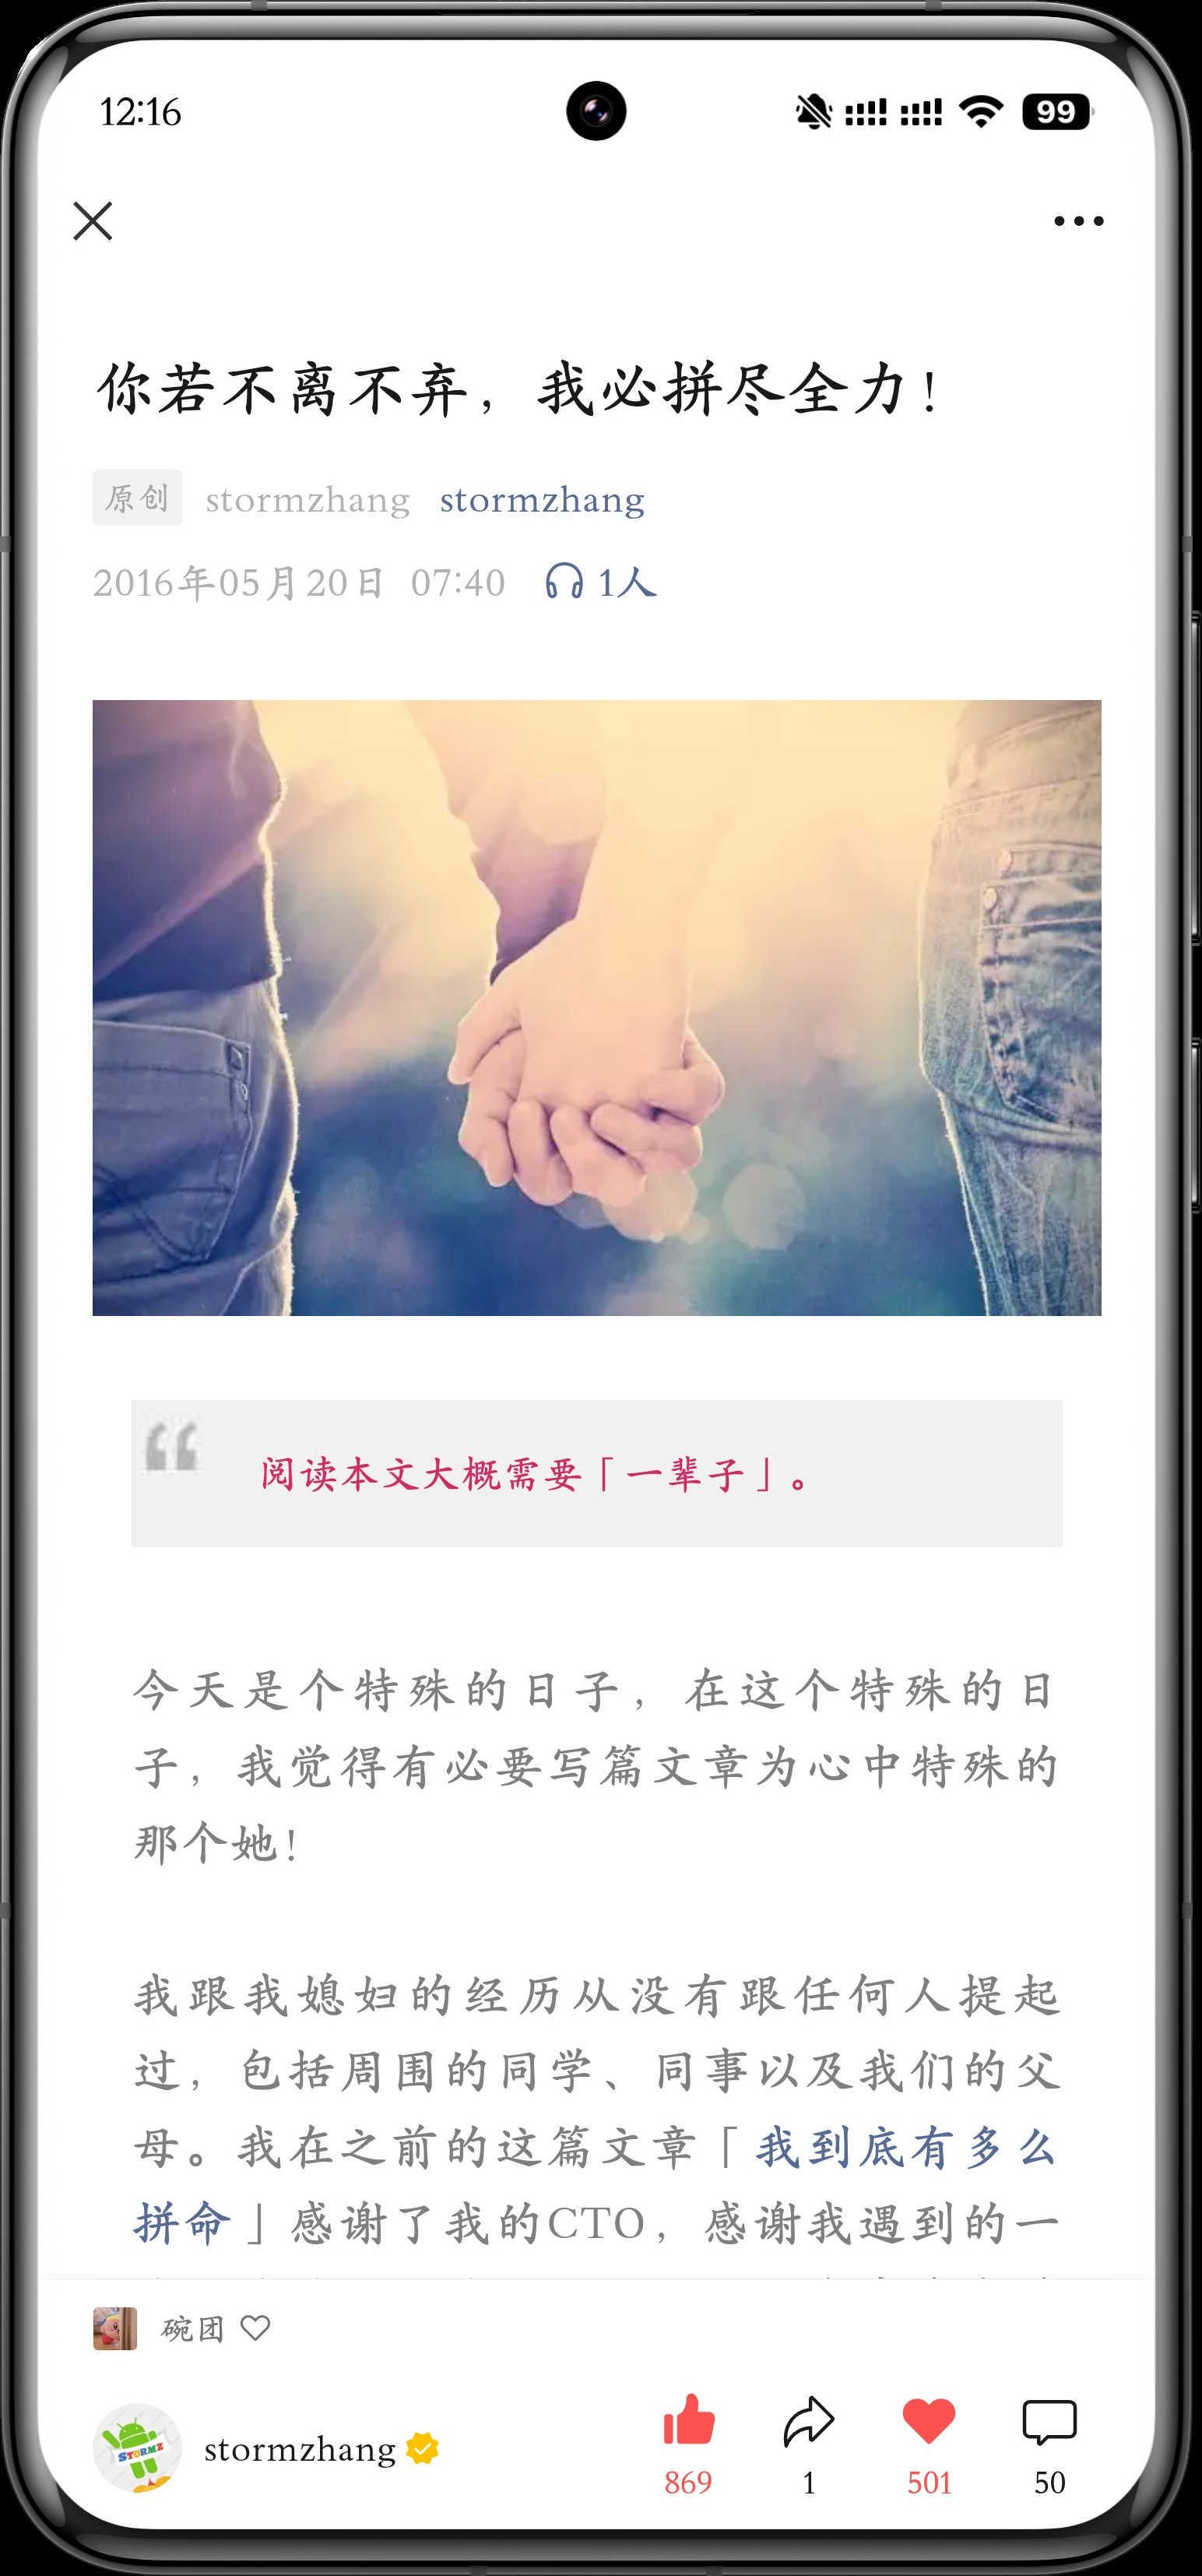 12:16
99
你若不离不弃，我必拼尽全力！
原创 stormzhang stormzhang
2016年05月20日 07:40 1人
阅读本文大概需要「一辈子」。
今天是个特殊的日子，在这个特殊的日
子，我觉得有必要写篇文章为心中特殊的
那个她！
我跟我媳妇的经历从没有跟任何人提起
过，包括周围的同学、同事以及我们的父
母。我在之前的这篇文章「我到底有多么
拼命」感谢了我的CTO，感谢我遇到的一
碗团
STORMZ
stormzhang
869 1 501 50